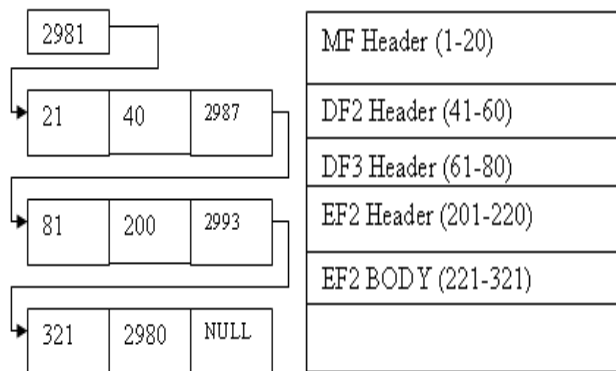 2981
21 40 2987
81 200 2993
321 2980 NULL
MF Header (1-20)
DF2 Header (41-60)
DF3 Header (61-80)
EF2 Header (201-220)
EF2 BODY (221-321)